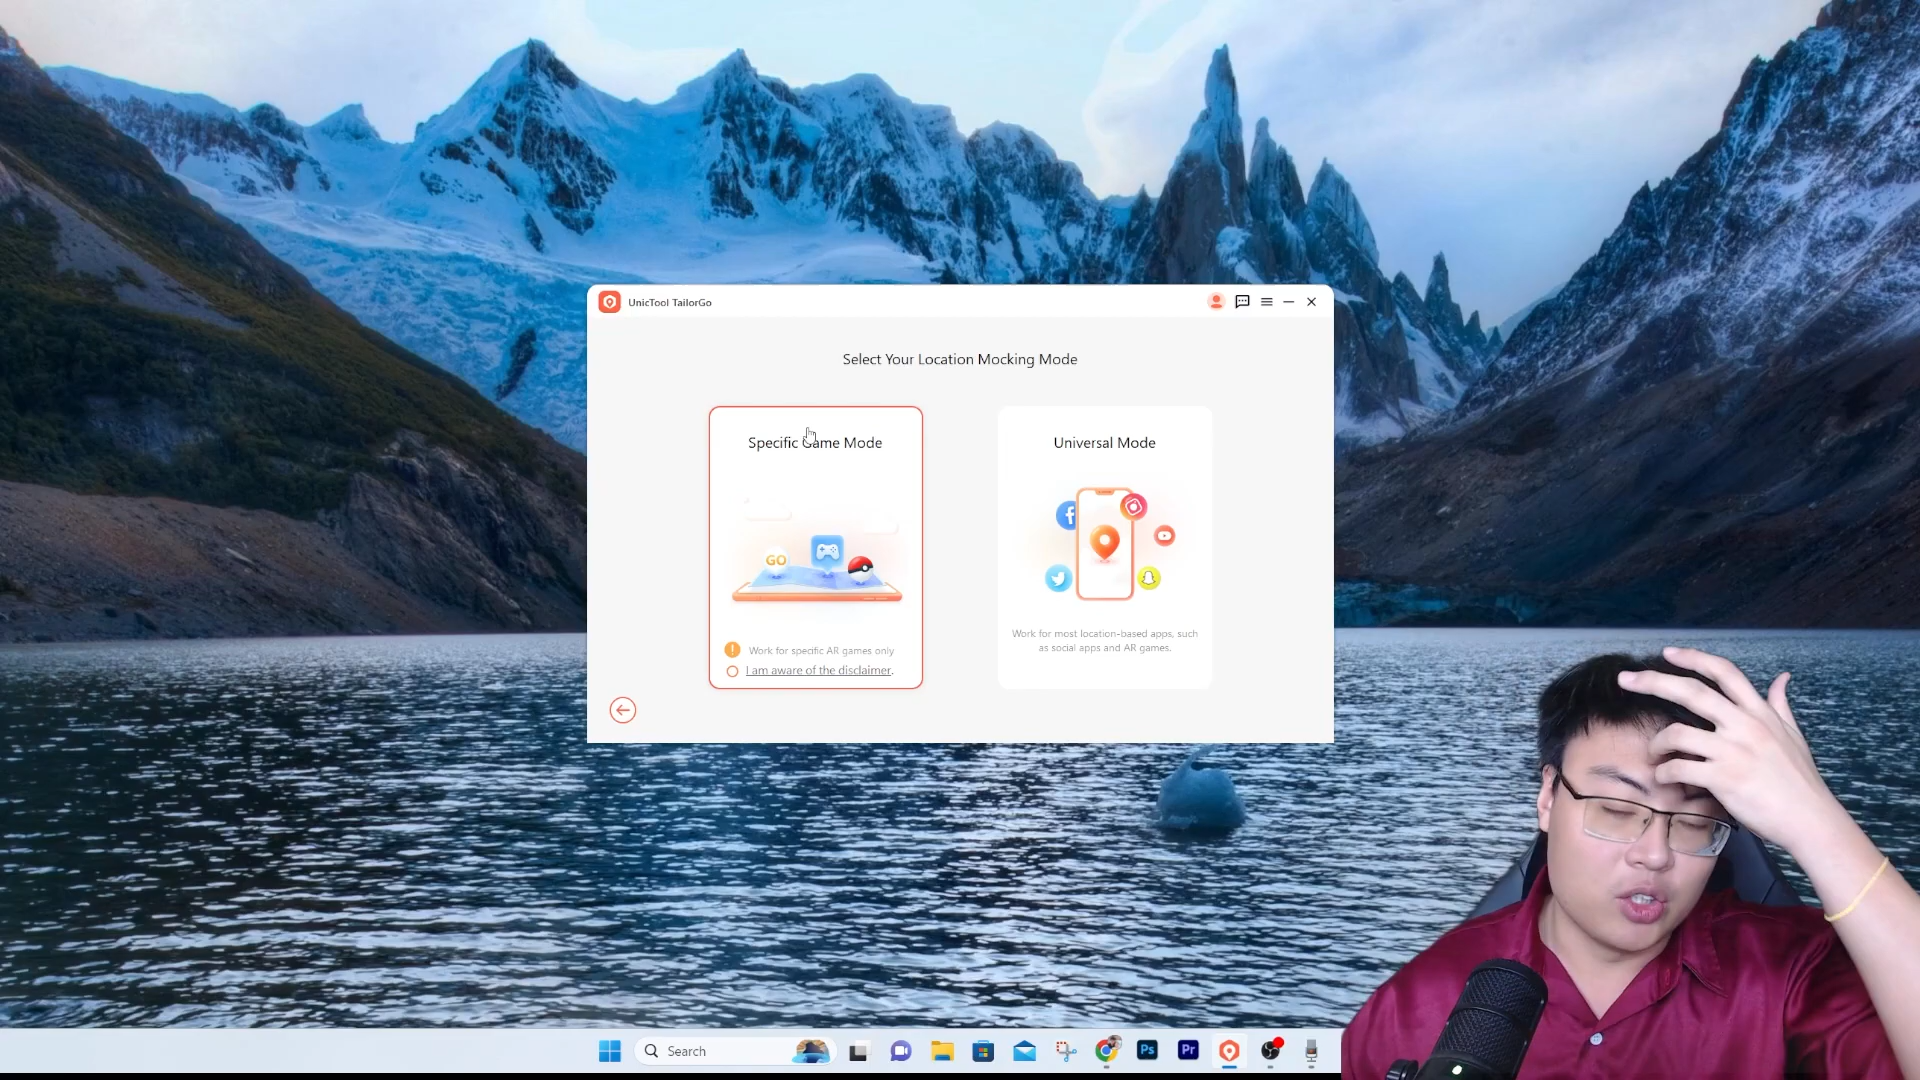 UnicTool TailorGo
Select Your Location Mocking Mode
Specific Game Mode
Universal Mode
GO
Work for specific AR games only
I am aware of the disclaimer.
Work for most location-based apps, such
as social apps and AR games.
Search
Ps
Pr